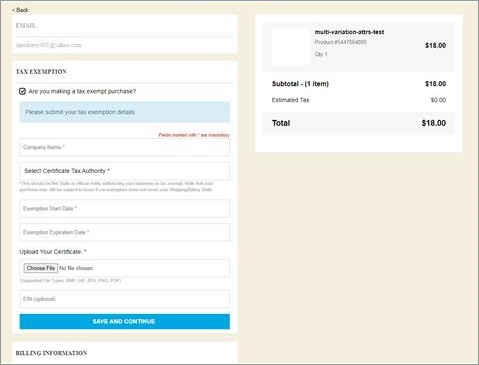 < Back
EMAIL
TAX EXEMPTION
Are you making a tax exempt purchase?
Please submit your tax exemption details.
Fields marked with * are mandatory
Company Name *
Select Certificate Tax Authority *
*This should be the State or official entity authorizing your business as tax exempt. Note that your
purchase may still be subject to taxes if your exemption does not cover your Shipping/Billing State.
Exemption Start Date *
Exemption Expiration Date *
Upload Your Certificate: *
Choose File No file chosen
(Supported File Types: BMP, GIF, JPG, PNG, PDF)
EIN (optional)
SAVE AND CONTINUE
BILLING INFORMATION
multi-variation-attrs-test
Product #5447064800
$18.00
Qty 1
Subtotal - (1 item) $18.00
Estimated Tax $0.00
Total $18.00